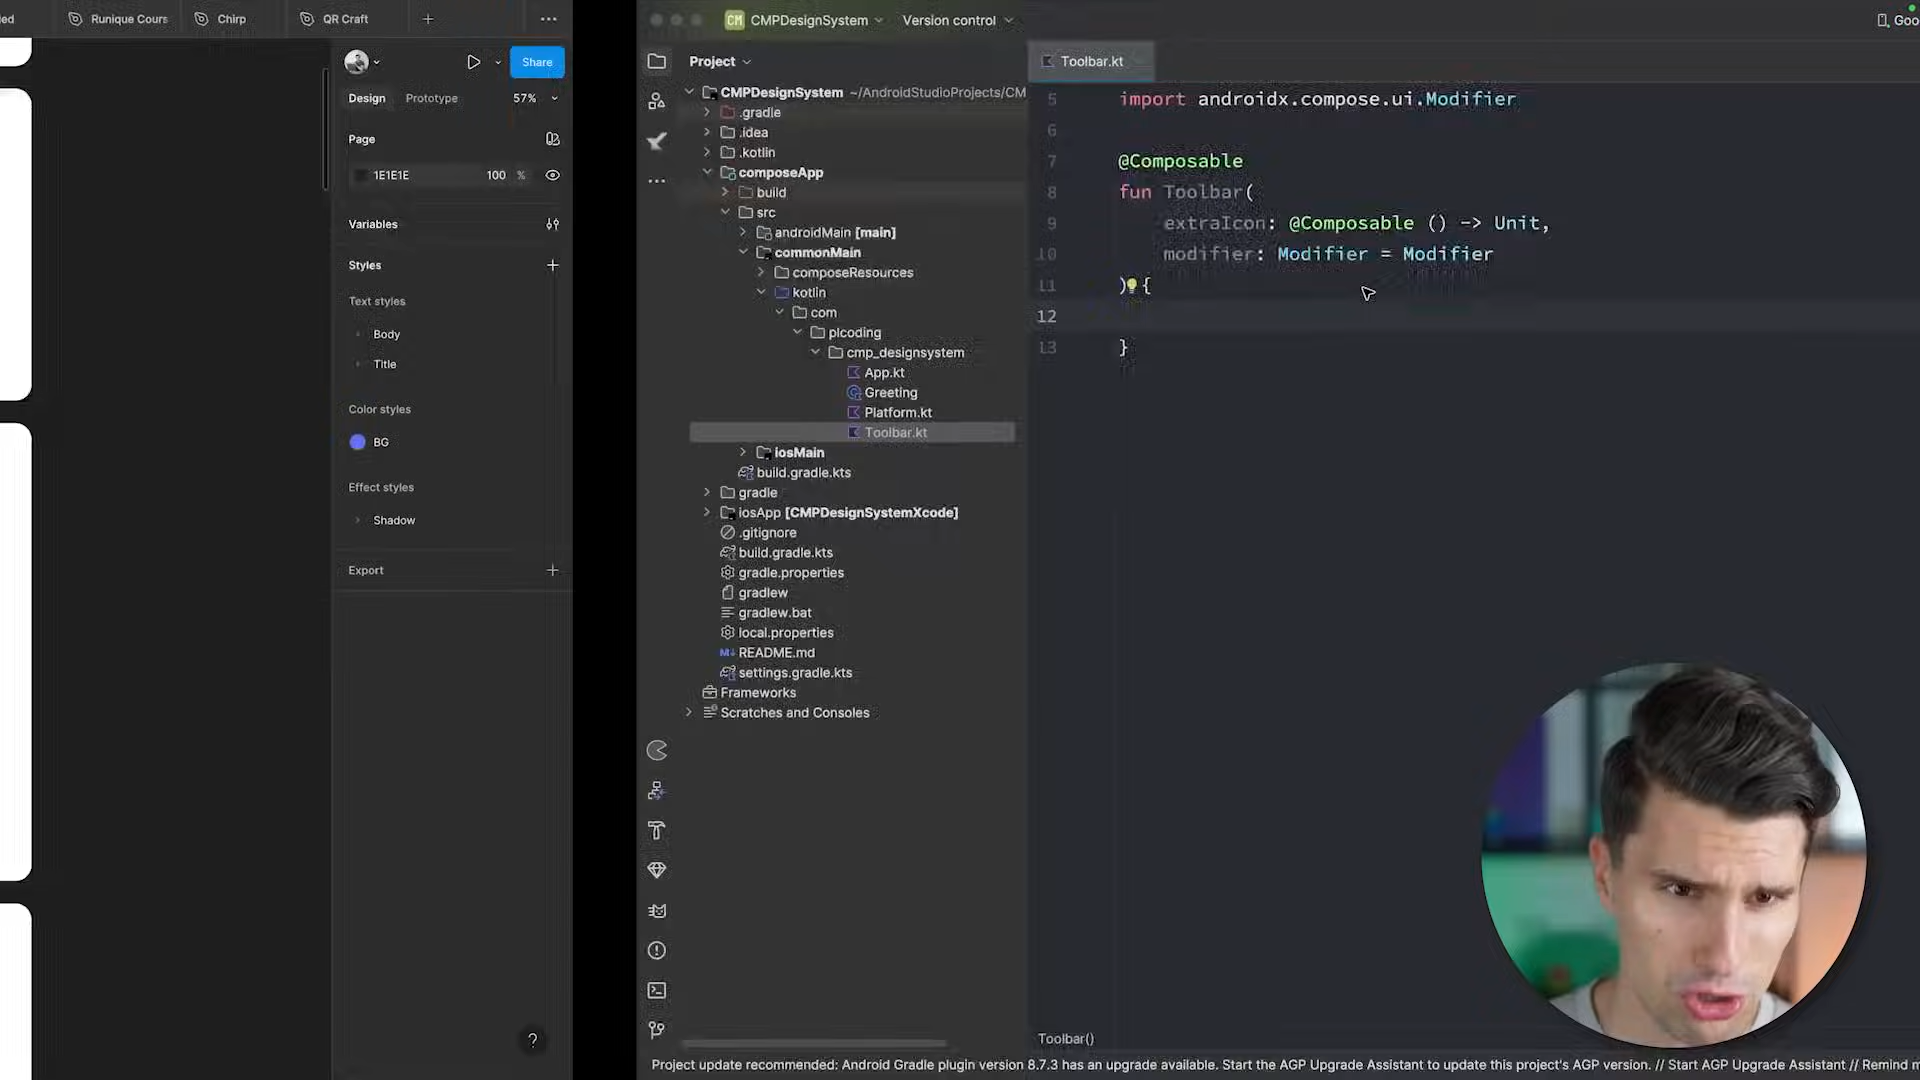 Runique Cours
Chirp
QR Craft
Share
Design
Prototype
57%
Page
1E1E1E
100
%
Variables
Styles
Text styles
Body
Title
Color styles
BG
Effect styles
Shadow
Export
?
CM
CMPDesignSystem
Version control
Goo
Project
CMPDesignSystem ~/AndroidStudioProjects/CM
.gradle
.idea
.kotlin
composeApp
build
src
androidMain [main]
commonMain
composeResources
kotlin
com
plcoding
cmp_designsystem
App.kt
Greeting
Platform.kt
Toolbar.kt
iosMain
build.gradle.kts
gradle
iosApp [CMPDesignSystemXcode]
.gitignore
build.gradle.kts
gradle.properties
gradlew
gradlew.bat
local.properties
README.md
settings.gradle.kts
Frameworks
Scratches and Consoles
Toolbar.kt
5 import androidx.compose.ui.Modifier
6
7 @Composable
8 fun Toolbar(
9 extraIcon: @Composable () -> Unit,
10 modifier: Modifier = Modifier
11 ) {
12
13 }
Toolbar()
Project update recommended: Android Gradle plugin version 8.7.3 has an upgrade available. Start the AGP Upgrade Assistant to update this project's AGP version. // Start AGP Upgrade Assistant // Remind